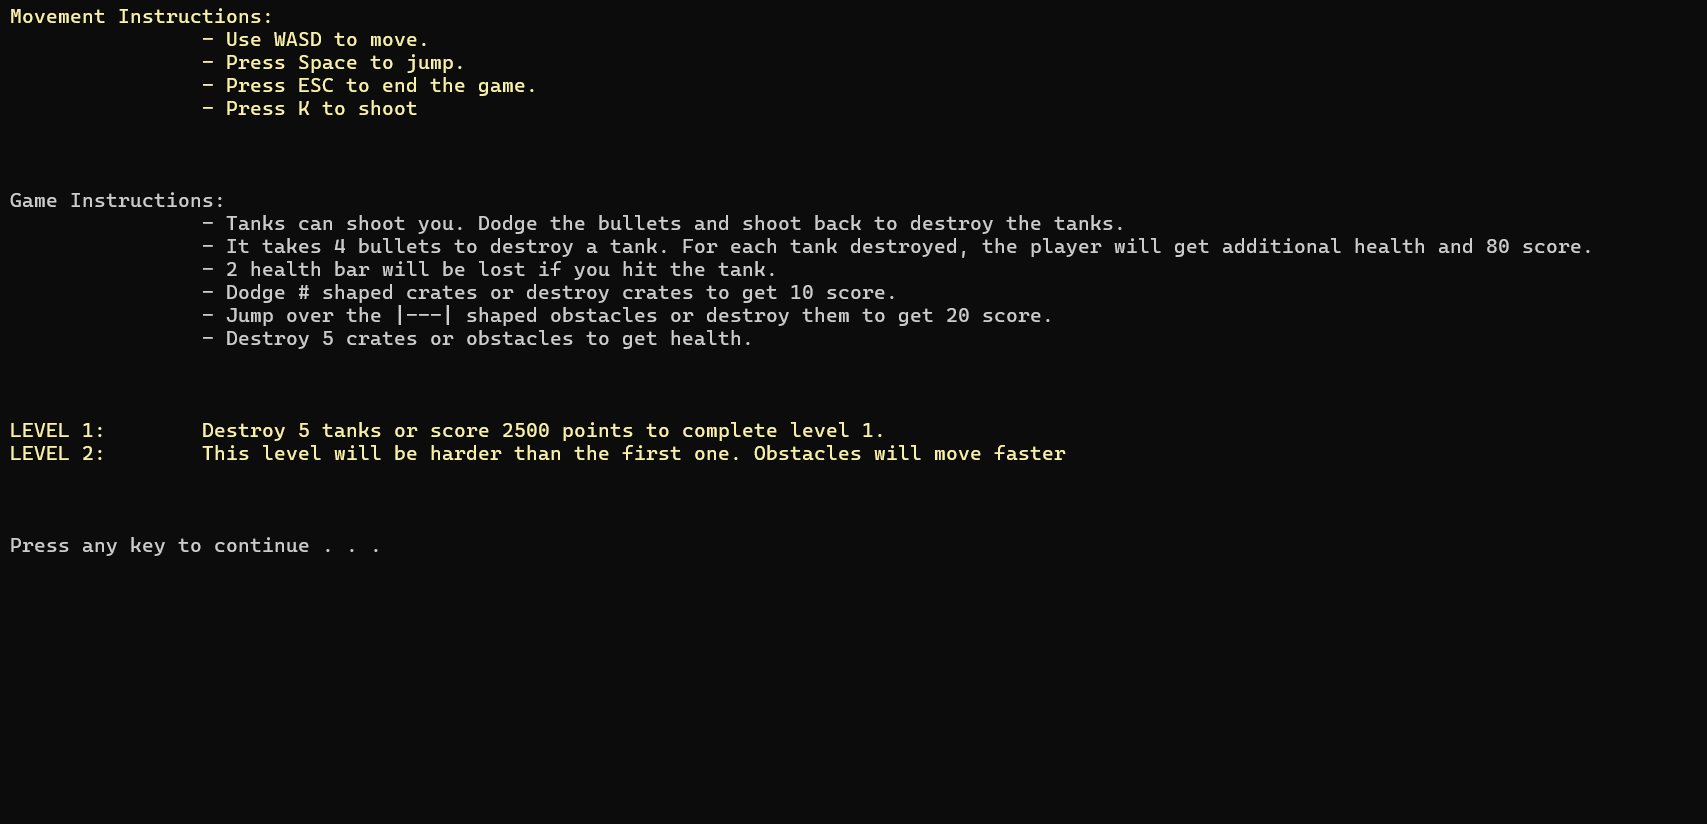 Movement Instructions:
- Use WASD to move.
- Press Space to jump.
- Press ESC to end the game.
- Press K to shoot
Game Instructions:
- Tanks can shoot you. Dodge the bullets and shoot back to destroy the tanks.
- It takes 4 bullets to destroy a tank. For each tank destroyed, the player will get additional health and 80 score.
- 2 health bar will be lost if you hit the tank.
- Dodge # shaped crates or destroy crates to get 10 score.
- Jump over the |---| shaped obstacles or destroy them to get 20 score.
- Destroy 5 crates or obstacles to get health.
LEVEL 1: Destroy 5 tanks or score 2500 points to complete level 1.
LEVEL 2: This level will be harder than the first one. Obstacles will move faster
Press any key to continue . . .